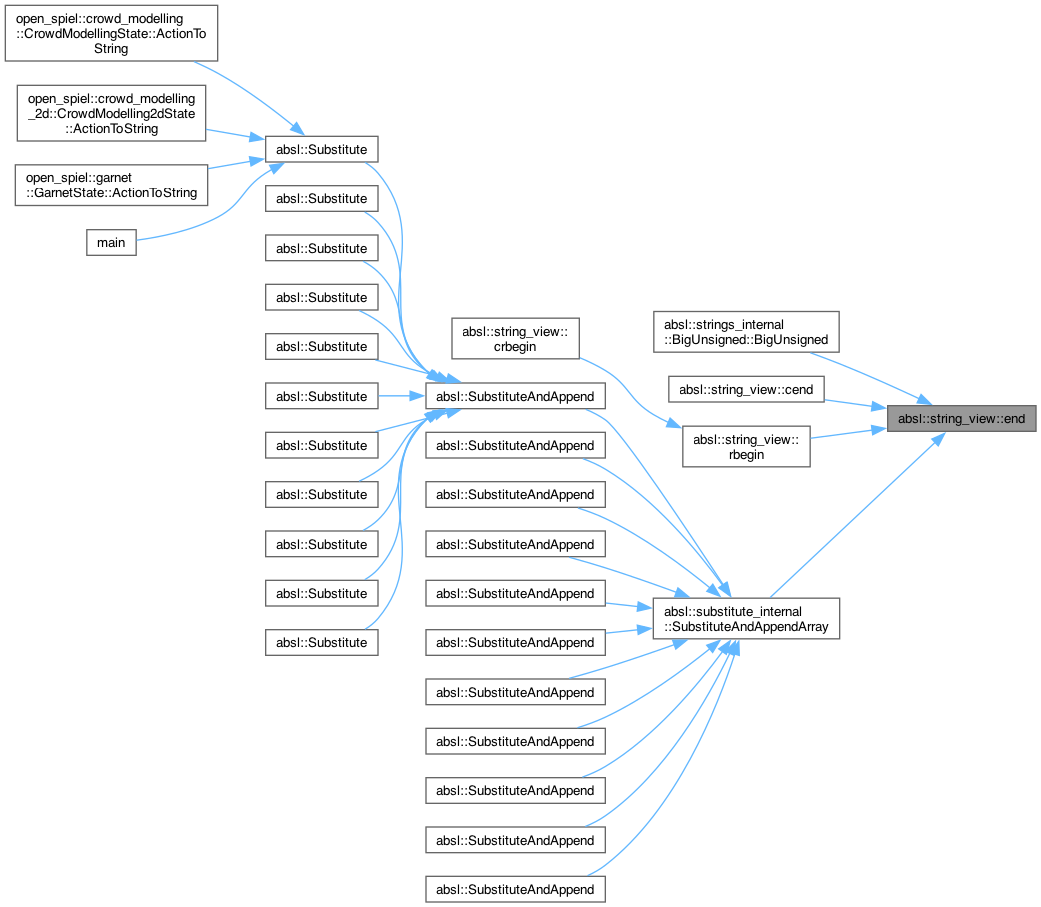 open_spiel::crowd_modelling
::CrowdModellingState::ActionTo
String
open_spiel::crowd_modelling
_2d::CrowdModelling2dState
::ActionToString
open_spiel::garnet
::GarnetState::ActionToString
main
absl::Substitute
absl::Substitute
absl::Substitute
absl::Substitute
absl::Substitute
absl::Substitute
absl::Substitute
absl::Substitute
absl::Substitute
absl::Substitute
absl::Substitute
absl::string_view::
crbegin
absl::SubstituteAndAppend
absl::SubstituteAndAppend
absl::SubstituteAndAppend
absl::SubstituteAndAppend
absl::SubstituteAndAppend
absl::SubstituteAndAppend
absl::SubstituteAndAppend
absl::SubstituteAndAppend
absl::SubstituteAndAppend
absl::SubstituteAndAppend
absl::SubstituteAndAppend
absl::strings_internal
::BigUnsigned::BigUnsigned
absl::string_view::cend
absl::string_view::
rbegin
absl::substitute_internal
::SubstituteAndAppendArray
absl::string_view::end